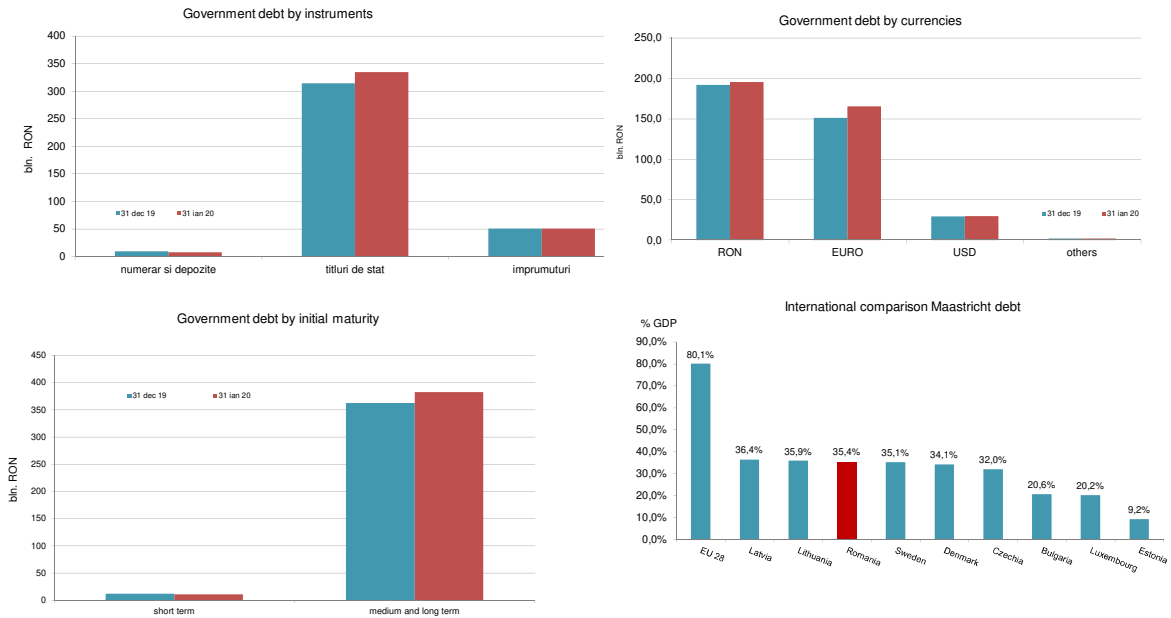 Government debt by instruments
400
350
300
250
200
150
100
50
0
bln. RON
31 dec 19
31 ian 20
numerar si depozite
titluri de stat
imprumuturi
Government debt by currencies
250,0
200,0
150,0
100,0
50,0
0,0
bln. RON
31 dec 19
31 ian 20
RON
EURO
USD
others
Government debt by initial maturity
450
400
350
300
250
200
150
100
50
0
bln. RON
31 dec 19
31 ian 20
short term
medium and long term
International comparison Maastricht debt
% GDP
90,0%
80,0%
70,0%
60,0%
50,0%
40,0%
30,0%
20,0%
10,0%
0,0%
80,1%
36,4%
35,9%
35,4%
35,1%
34,1%
32,0%
20,6%
20,2%
9,2%
EU 28
Latvia
Lithuania
Romania
Sweden
Denmark
Czechia
Bulgaria
Luxembourg
Estonia